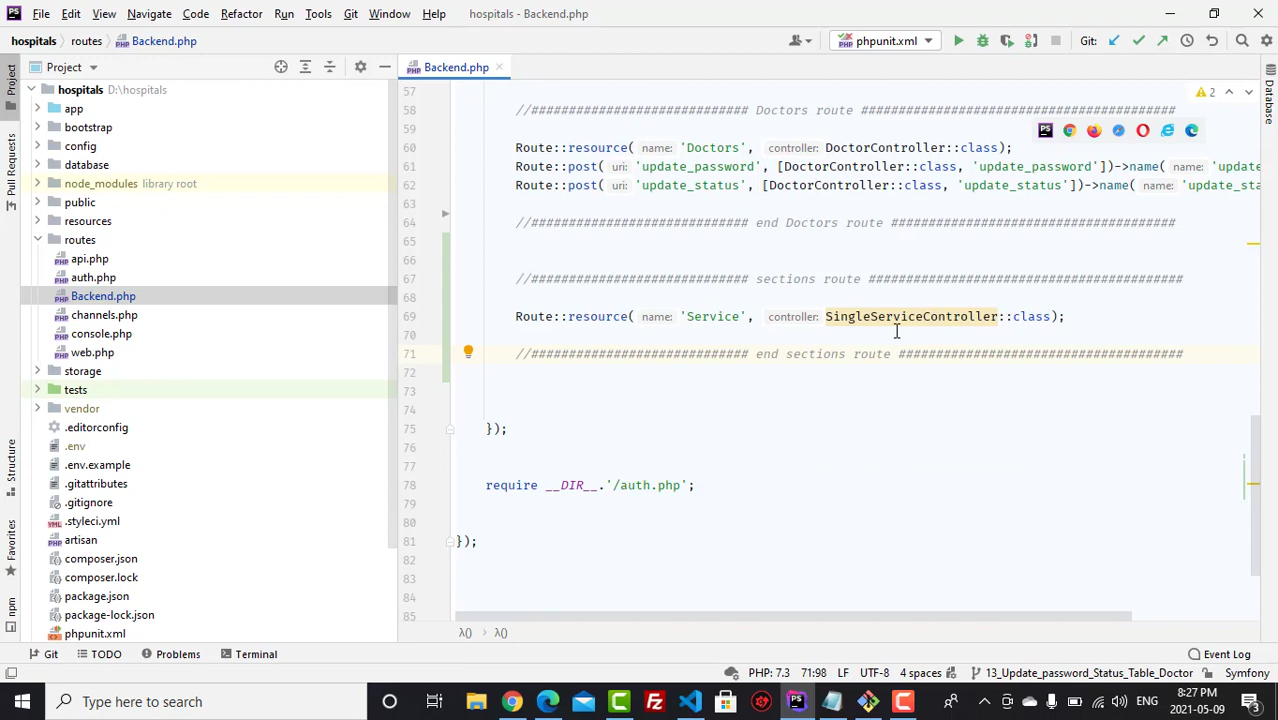 File Edit View Navigate Code Refactor Run Tools Git Window Help hospitals - Backend.php
hospitals routes Backend.php phpunit.xml Git:
Project Backend.php
Project
Pull Requests
Structure
Favorites
npm
Database
hospitals D:\hospitals
app
bootstrap
config
database
node_modules library root
public
resources
routes
api.php
auth.php
Backend.php
channels.php
console.php
web.php
storage
tests
vendor
.editorconfig
.env
.env.example
.gitattributes
.gitignore
.styleci.yml
artisan
composer.json
composer.lock
package.json
package-lock.json
phpunit.xml
2
57
58 //############################# Doctors route ##########################################
59
60 Route::resource( name: 'Doctors', controller: DoctorController::class);
61 Route::post( uri: 'update_password', [DoctorController::class, 'update_password'])->name( name: 'update
62 Route::post( uri: 'update_status', [DoctorController::class, 'update_status'])->name( name: 'update_sta
63
64 //############################# end Doctors route ######################################
65
66
67 //############################# sections route ##########################################
68
69 Route::resource( name: 'Service', controller: SingleServiceController::class);
70
71 //############################# end sections route ######################################
72
73
74
75 });
76
77
78 require __DIR__.'/auth.php';
79
80
81 });
82
83
84
85
λ() λ()
Git TODO Problems Terminal Event Log
PHP: 7.3 71:98 LF UTF-8 4 spaces 13_Update_password_Status_Table_Doctor Symfony
Type here to search ENG 8:27 PM 2021-05-09 3